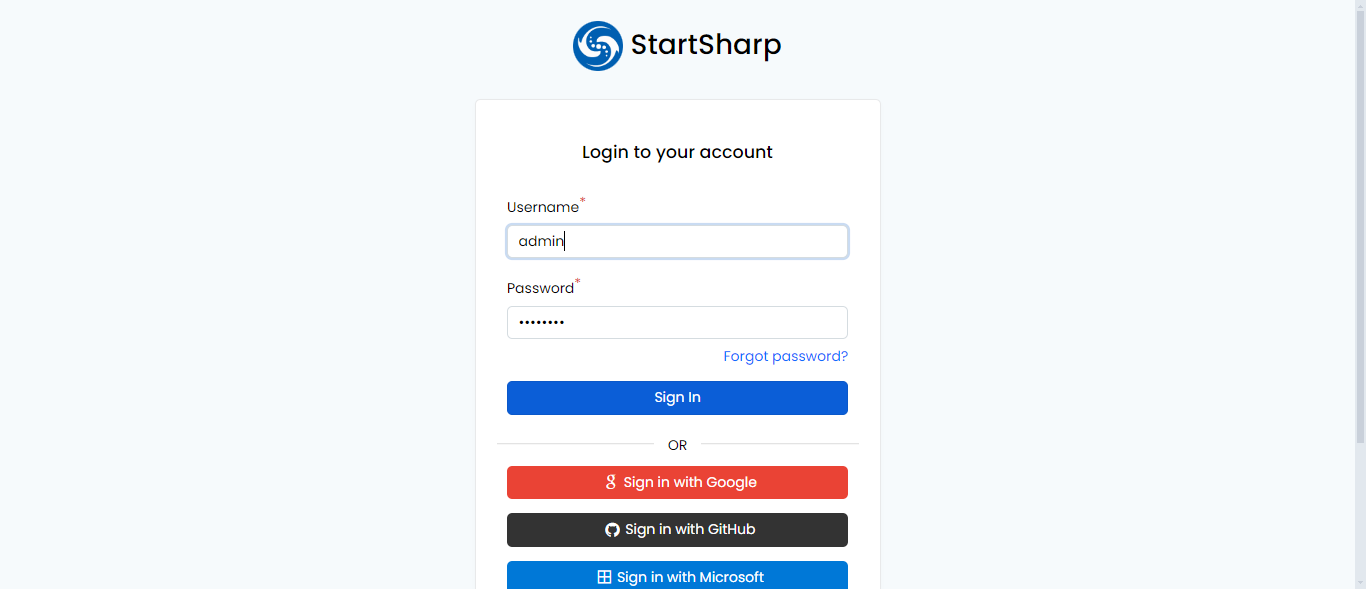 StartSharp
Login to your account
Username*
admin
Password*
••••••••
Forgot password?
Sign In
OR
Sign in with Google
Sign in with GitHub
Sign in with Microsoft